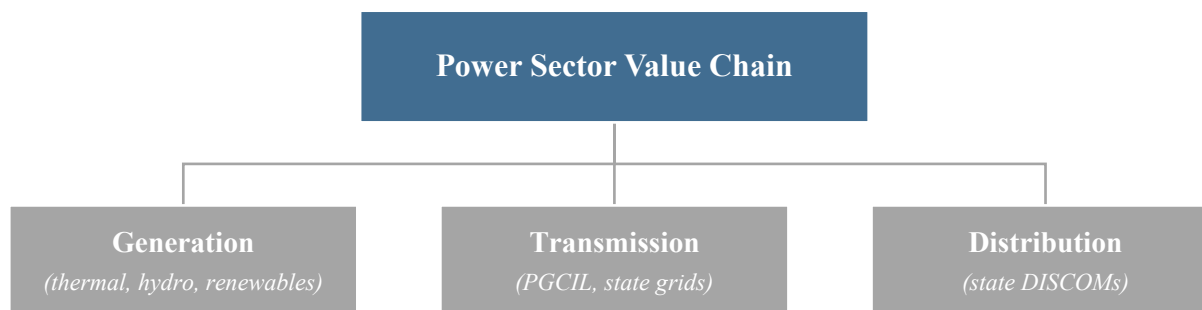 Power Sector Value Chain
Generation
(thermal, hydro, renewables)
Transmission
(PGCIL, state grids)
Distribution
(state DISCOMs)